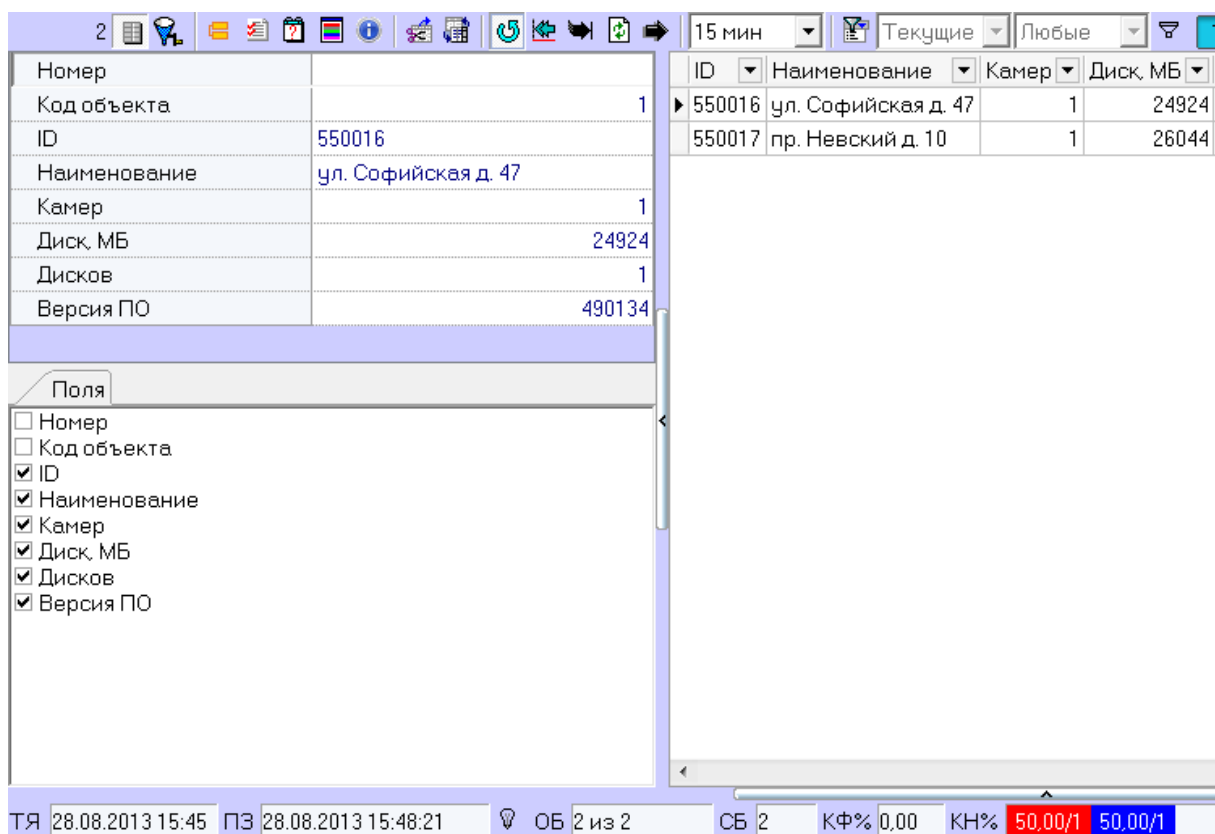 2 15 мин Текущие Любые
Номер
Код объекта 1
ID 550016
Наименование ул. Софийская д. 47
Камер 1
Диск, МБ 24924
Дисков 1
Версия ПО 490134
Поля
Номер
Код объекта
ID
Наименование
Камер
Диск, МБ
Дисков
Версия ПО
ID Наименование Камер Диск, МБ
550016 ул. Софийская д. 47 1 24924
550017 пр. Невский д. 10 1 26044
ТЯ 28.08.2013 15:45 ПЗ 28.08.2013 15:48:21 ОБ 2 из 2 СБ 2 КФ% 0,00 КН% 50,00/1 50,00/1